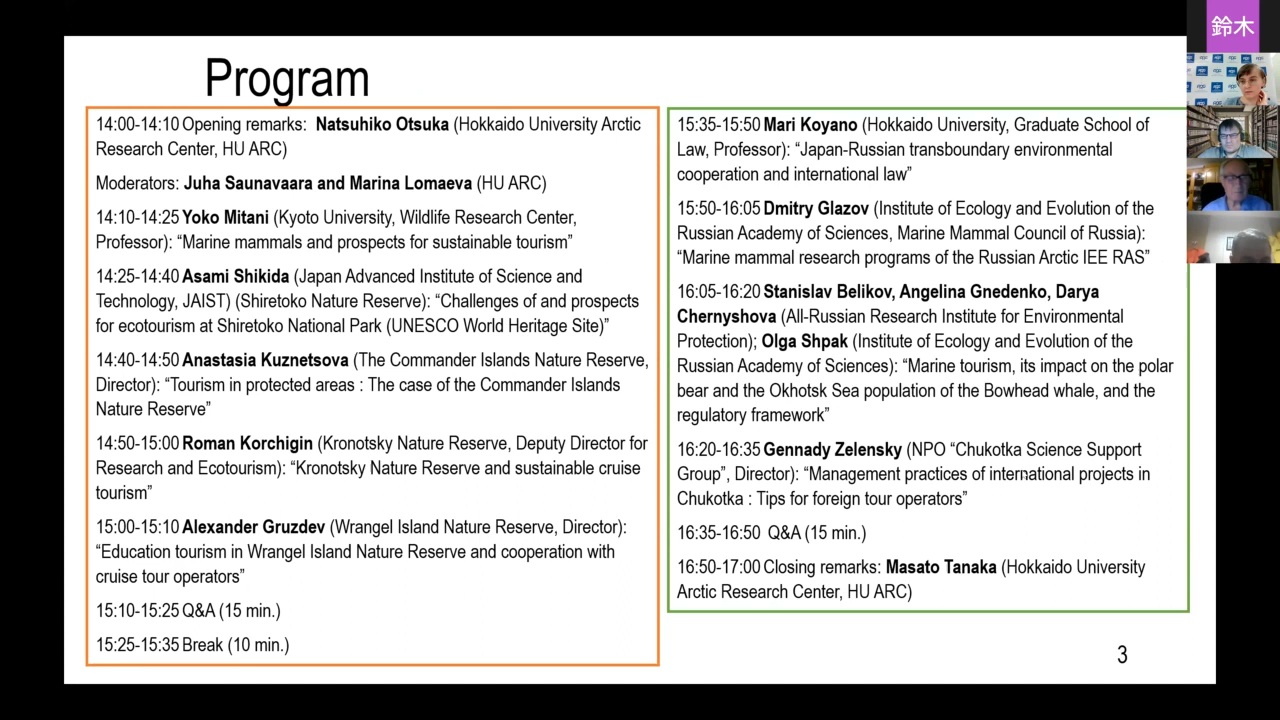 Program
14:00-14:10 Opening remarks: Natsuhiko Otsuka (Hokkaido University Arctic
Research Center, HU ARC)
Moderators: Juha Saunavaara and Marina Lomaeva (HU ARC)
14:10-14:25 Yoko Mitani (Kyoto University, Wildlife Research Center,
Professor): “Marine mammals and prospects for sustainable tourism”
14:25-14:40 Asami Shikida (Japan Advanced Institute of Science and
Technology, JAIST) (Shiretoko Nature Reserve): “Challenges of and prospects
for ecotourism at Shiretoko National Park (UNESCO World Heritage Site)”
14:40-14:50 Anastasia Kuznetsova (The Commander Islands Nature Reserve,
Director): “Tourism in protected areas : The case of the Commander Islands
Nature Reserve”
14:50-15:00 Roman Korchigin (Kronotsky Nature Reserve, Deputy Director for
Research and Ecotourism): “Kronotsky Nature Reserve and sustainable cruise
tourism”
15:00-15:10 Alexander Gruzdev (Wrangel Island Nature Reserve, Director):
“Education tourism in Wrangel Island Nature Reserve and cooperation with
cruise tour operators”
15:10-15:25 Q&A (15 min.)
15:25-15:35 Break (10 min.)
15:35-15:50 Mari Koyano (Hokkaido University, Graduate School of
Law, Professor): “Japan-Russian transboundary environmental
cooperation and international law”
15:50-16:05 Dmitry Glazov (Institute of Ecology and Evolution of the
Russian Academy of Sciences, Marine Mammal Council of Russia):
“Marine mammal research programs of the Russian Arctic IEE RAS”
16:05-16:20 Stanislav Belikov, Angelina Gnedenko, Darya
Chernyshova (All-Russian Research Institute for Environmental
Protection); Olga Shpak (Institute of Ecology and Evolution of the
Russian Academy of Sciences): “Marine tourism, its impact on the polar
bear and the Okhotsk Sea population of the Bowhead whale, and the
regulatory framework”
16:20-16:35 Gennady Zelensky (NPO “Chukotka Science Support
Group”, Director): “Management practices of international projects in
Chukotka : Tips for foreign tour operators”
16:35-16:50 Q&A (15 min.)
16:50-17:00 Closing remarks: Masato Tanaka (Hokkaido University
Arctic Research Center, HU ARC)
3
鈴木